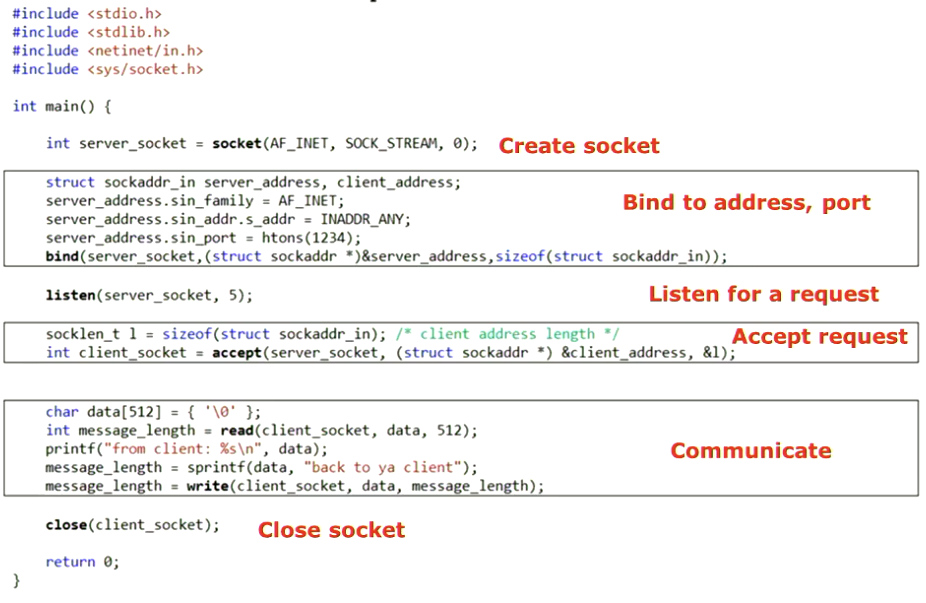 #include <stdio.h>
#include <stdlib.h>
#include <netinet/in.h>
#include <sys/socket.h>
int main() {
int server_socket = socket(AF_INET, SOCK_STREAM, 0); Create socket
struct sockaddr_in server_address, client_address;
server_address.sin_family = AF_INET; Bind to address, port
server_address.sin_addr.s_addr = INADDR_ANY;
server_address.sin_port = htons(1234);
bind(server_socket,(struct sockaddr *)&server_address,sizeof(struct sockaddr_in));
listen(server_socket, 5); Listen for a request
socklen_t l = sizeof(struct sockaddr_in); /* client address length */ Accept request
int client_socket = accept(server_socket, (struct sockaddr *) &client_address, &l);
char data[512] = { '\0' };
int message_length = read(client_socket, data, 512);
printf("from client: %s\n", data); Communicate
message_length = sprintf(data, "back to ya client");
message_length = write(client_socket, data, message_length);
close(client_socket); Close socket
return 0;
}